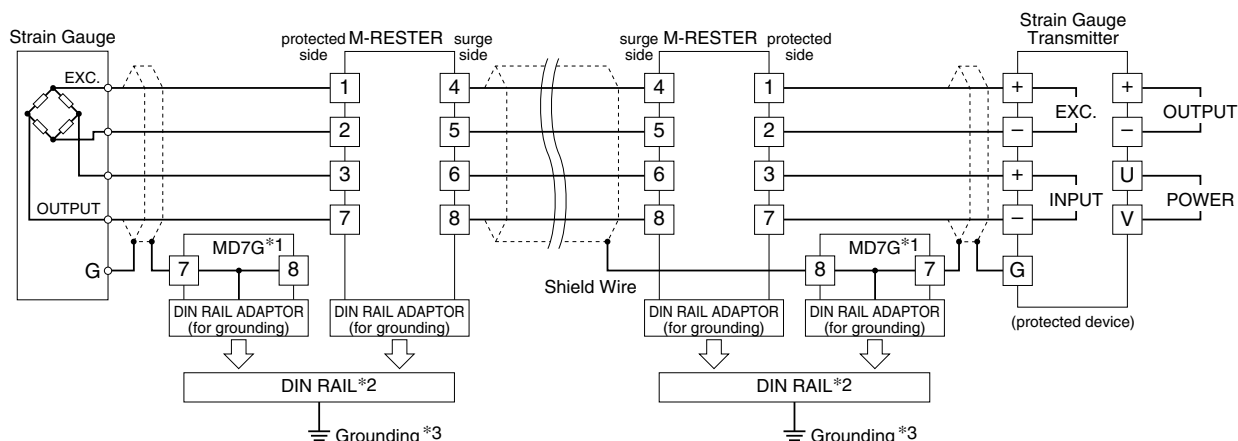 Strain Gauge
EXC.
OUTPUT
G
protected side
M-RESTER
surge side
1
2
3
7
4
5
6
8
MD7G*1
7
8
DIN RAIL ADAPTOR
(for grounding)
DIN RAIL ADAPTOR
(for grounding)
DIN RAIL*2
Grounding*3
Shield Wire
surge side
M-RESTER
protected side
4
5
6
8
1
2
3
7
MD7G*1
8
7
DIN RAIL ADAPTOR
(for grounding)
DIN RAIL ADAPTOR
(for grounding)
DIN RAIL*2
Grounding*3
Strain Gauge
Transmitter
+
–
EXC.
+
–
INPUT
G
+
–
OUTPUT
U
V
POWER
(protected device)